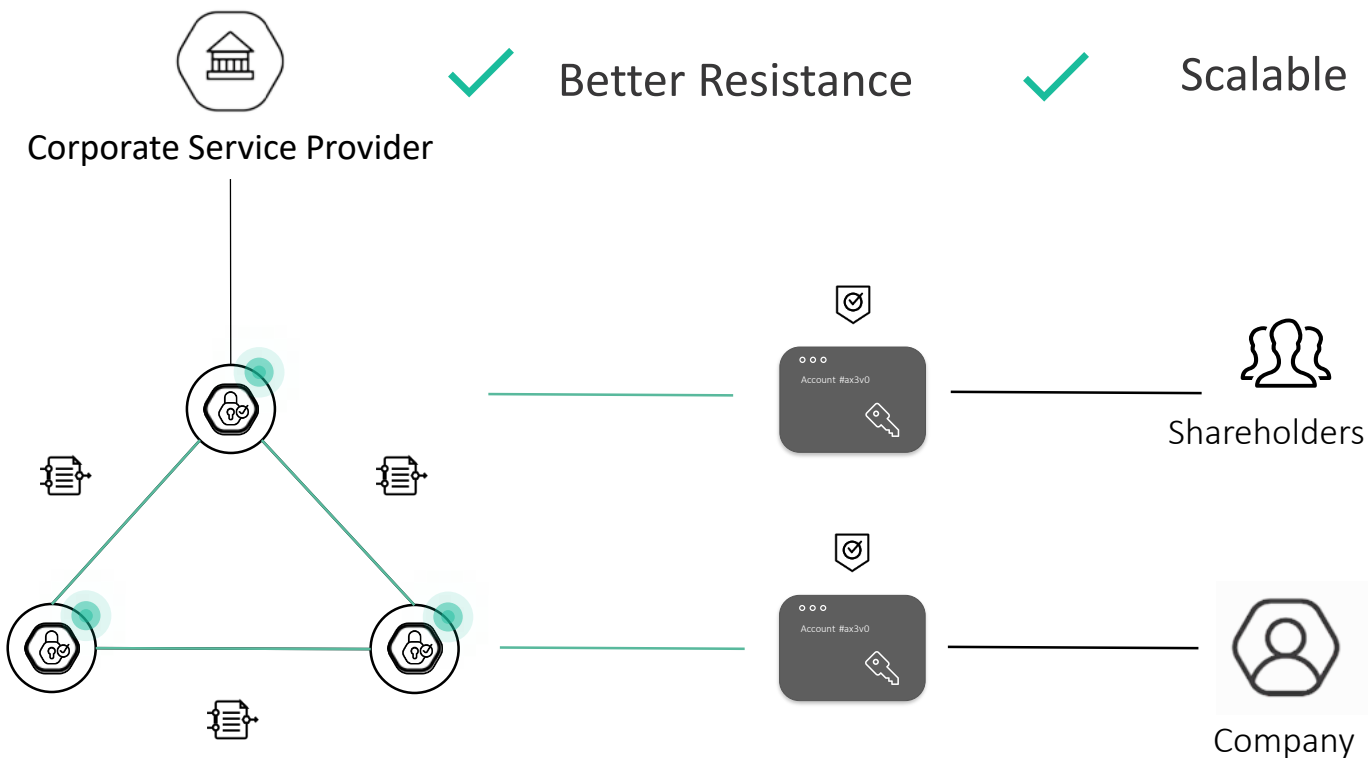 Better Resistance
Scalable
Corporate Service Provider
Account #ax3v0
Shareholders
Account #ax3v0
Company